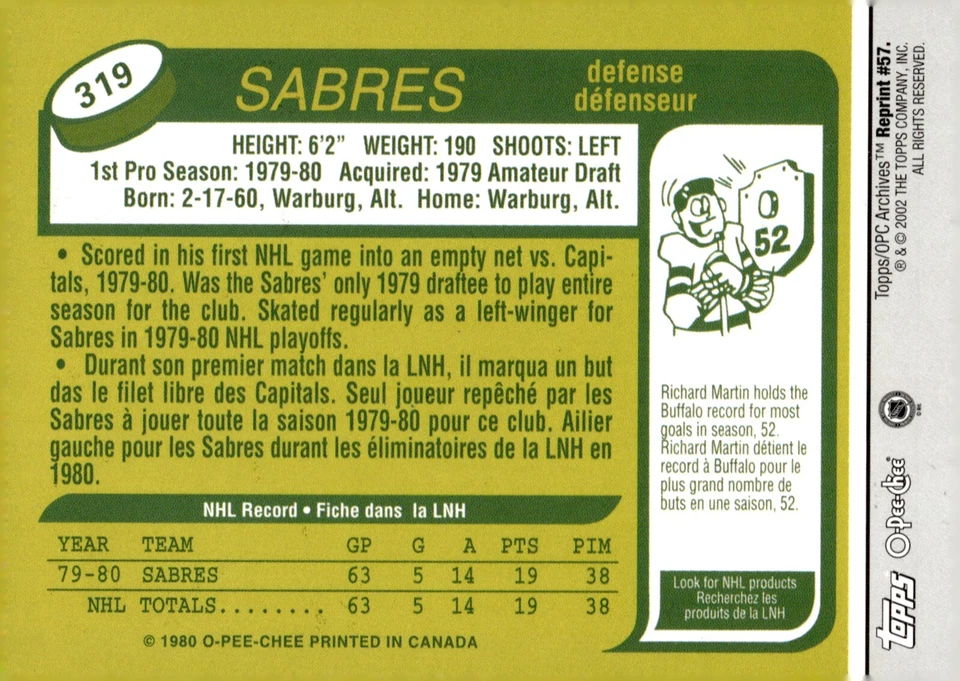 319
SABRES
defense
défenseur
HEIGHT: 6'2” WEIGHT: 190 SHOOTS: LEFT
1st Pro Season: 1979-80 Acquired: 1979 Amateur Draft
Born: 2-17-60, Warburg, Alt. Home: Warburg, Alt.
• Scored in his first NHL game into an empty net vs. Capi-
tals, 1979-80. Was the Sabres' only 1979 draftee to play entire
season for the club. Skated regularly as a left-winger for
Sabres in 1979-80 NHL playoffs.
• Durant son premier match dans la LNH, il marqua un but
das le filet libre des Capitals. Seul joueur repêché par les
Sabres à jouer toute la saison 1979-80 pour ce club. Ailier
gauche pour les Sabres durant les éliminatoires de la LNH en
1980.
NHL Record • Fiche dans la LNH
YEAR TEAM GP G A PTS PIM
79-80 SABRES 63 5 14 19 38
NHL TOTALS........ 63 5 14 19 38
© 1980 O-PEE-CHEE PRINTED IN CANADA
0
52
Richard Martin holds the
Buffalo record for most
goals in season, 52.
Richard Martin détient le
record à Buffalo pour le
plus grand nombre de
buts en une saison, 52.
Look for NHL products
Recherchez les
produits de la LNH
Topps/OPC Archives™ Reprint #57.
® & © 2002 THE TOPPS COMPANY, INC.
ALL RIGHTS RESERVED.
NHL
O-Pee-Chee
topps